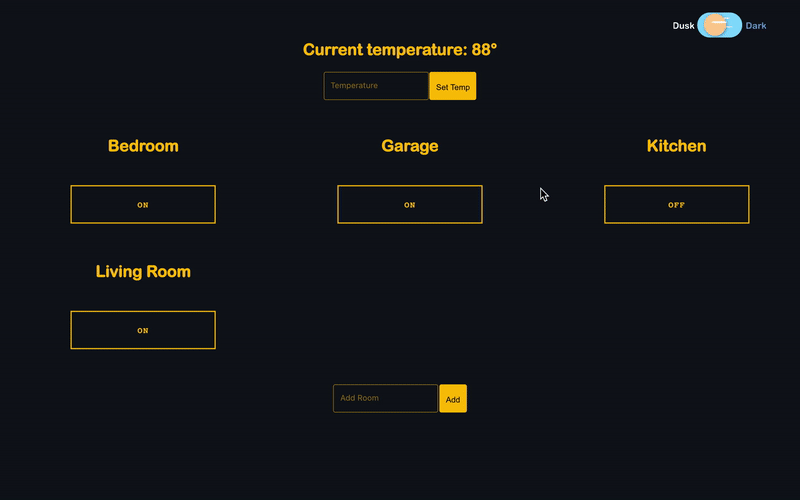 Dusk Dark
Current temperature: 88°
Temperature Set Temp
Bedroom Garage Kitchen
ON ON OFF
Living Room
ON
Add Room Add